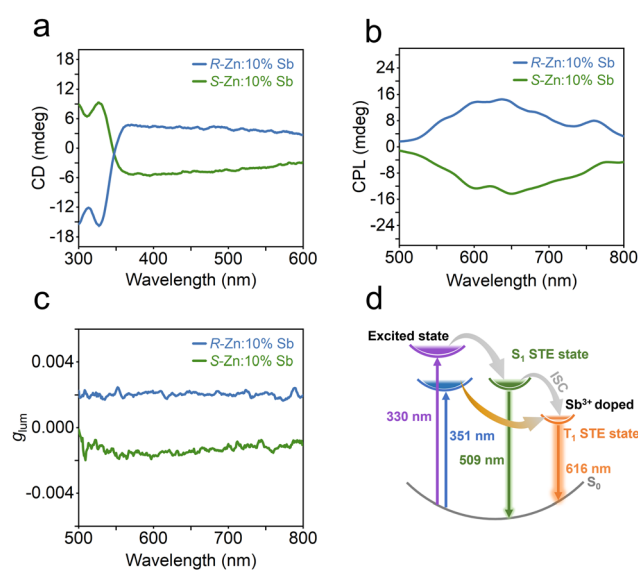 a
R-Zn:10% Sb
S-Zn:10% Sb
CD (mdeg)
18
12
6
0
-6
-12
-18
300
400
500
600
Wavelength (nm)
b
R-Zn:10% Sb
S-Zn:10% Sb
CPL (mdeg)
24
16
8
0
-8
-16
-24
500
600
700
800
Wavelength (nm)
c
R-Zn:10% Sb
S-Zn:10% Sb
glum
0.004
0.000
-0.004
500
600
700
800
Wavelength (nm)
d
Excited state
S₁ STE state
ISC
Sb³⁺ doped
330 nm
351 nm
T₁ STE state
509 nm
616 nm
S₀